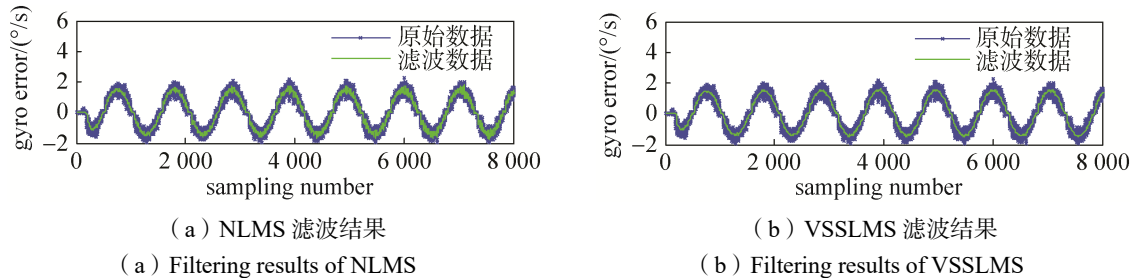 6
4
2
0
−2
gyro error/(°/s)
原始数据
滤波数据
0 2 000 4 000 6 000 8 000
sampling number
(a)NLMS 滤波结果
(a)Filtering results of NLMS
6
4
2
0
−2
gyro error/(°/s)
原始数据
滤波数据
0 2 000 4 000 6 000 8 000
sampling number
(b)VSSLMS 滤波结果
(b)Filtering results of VSSLMS